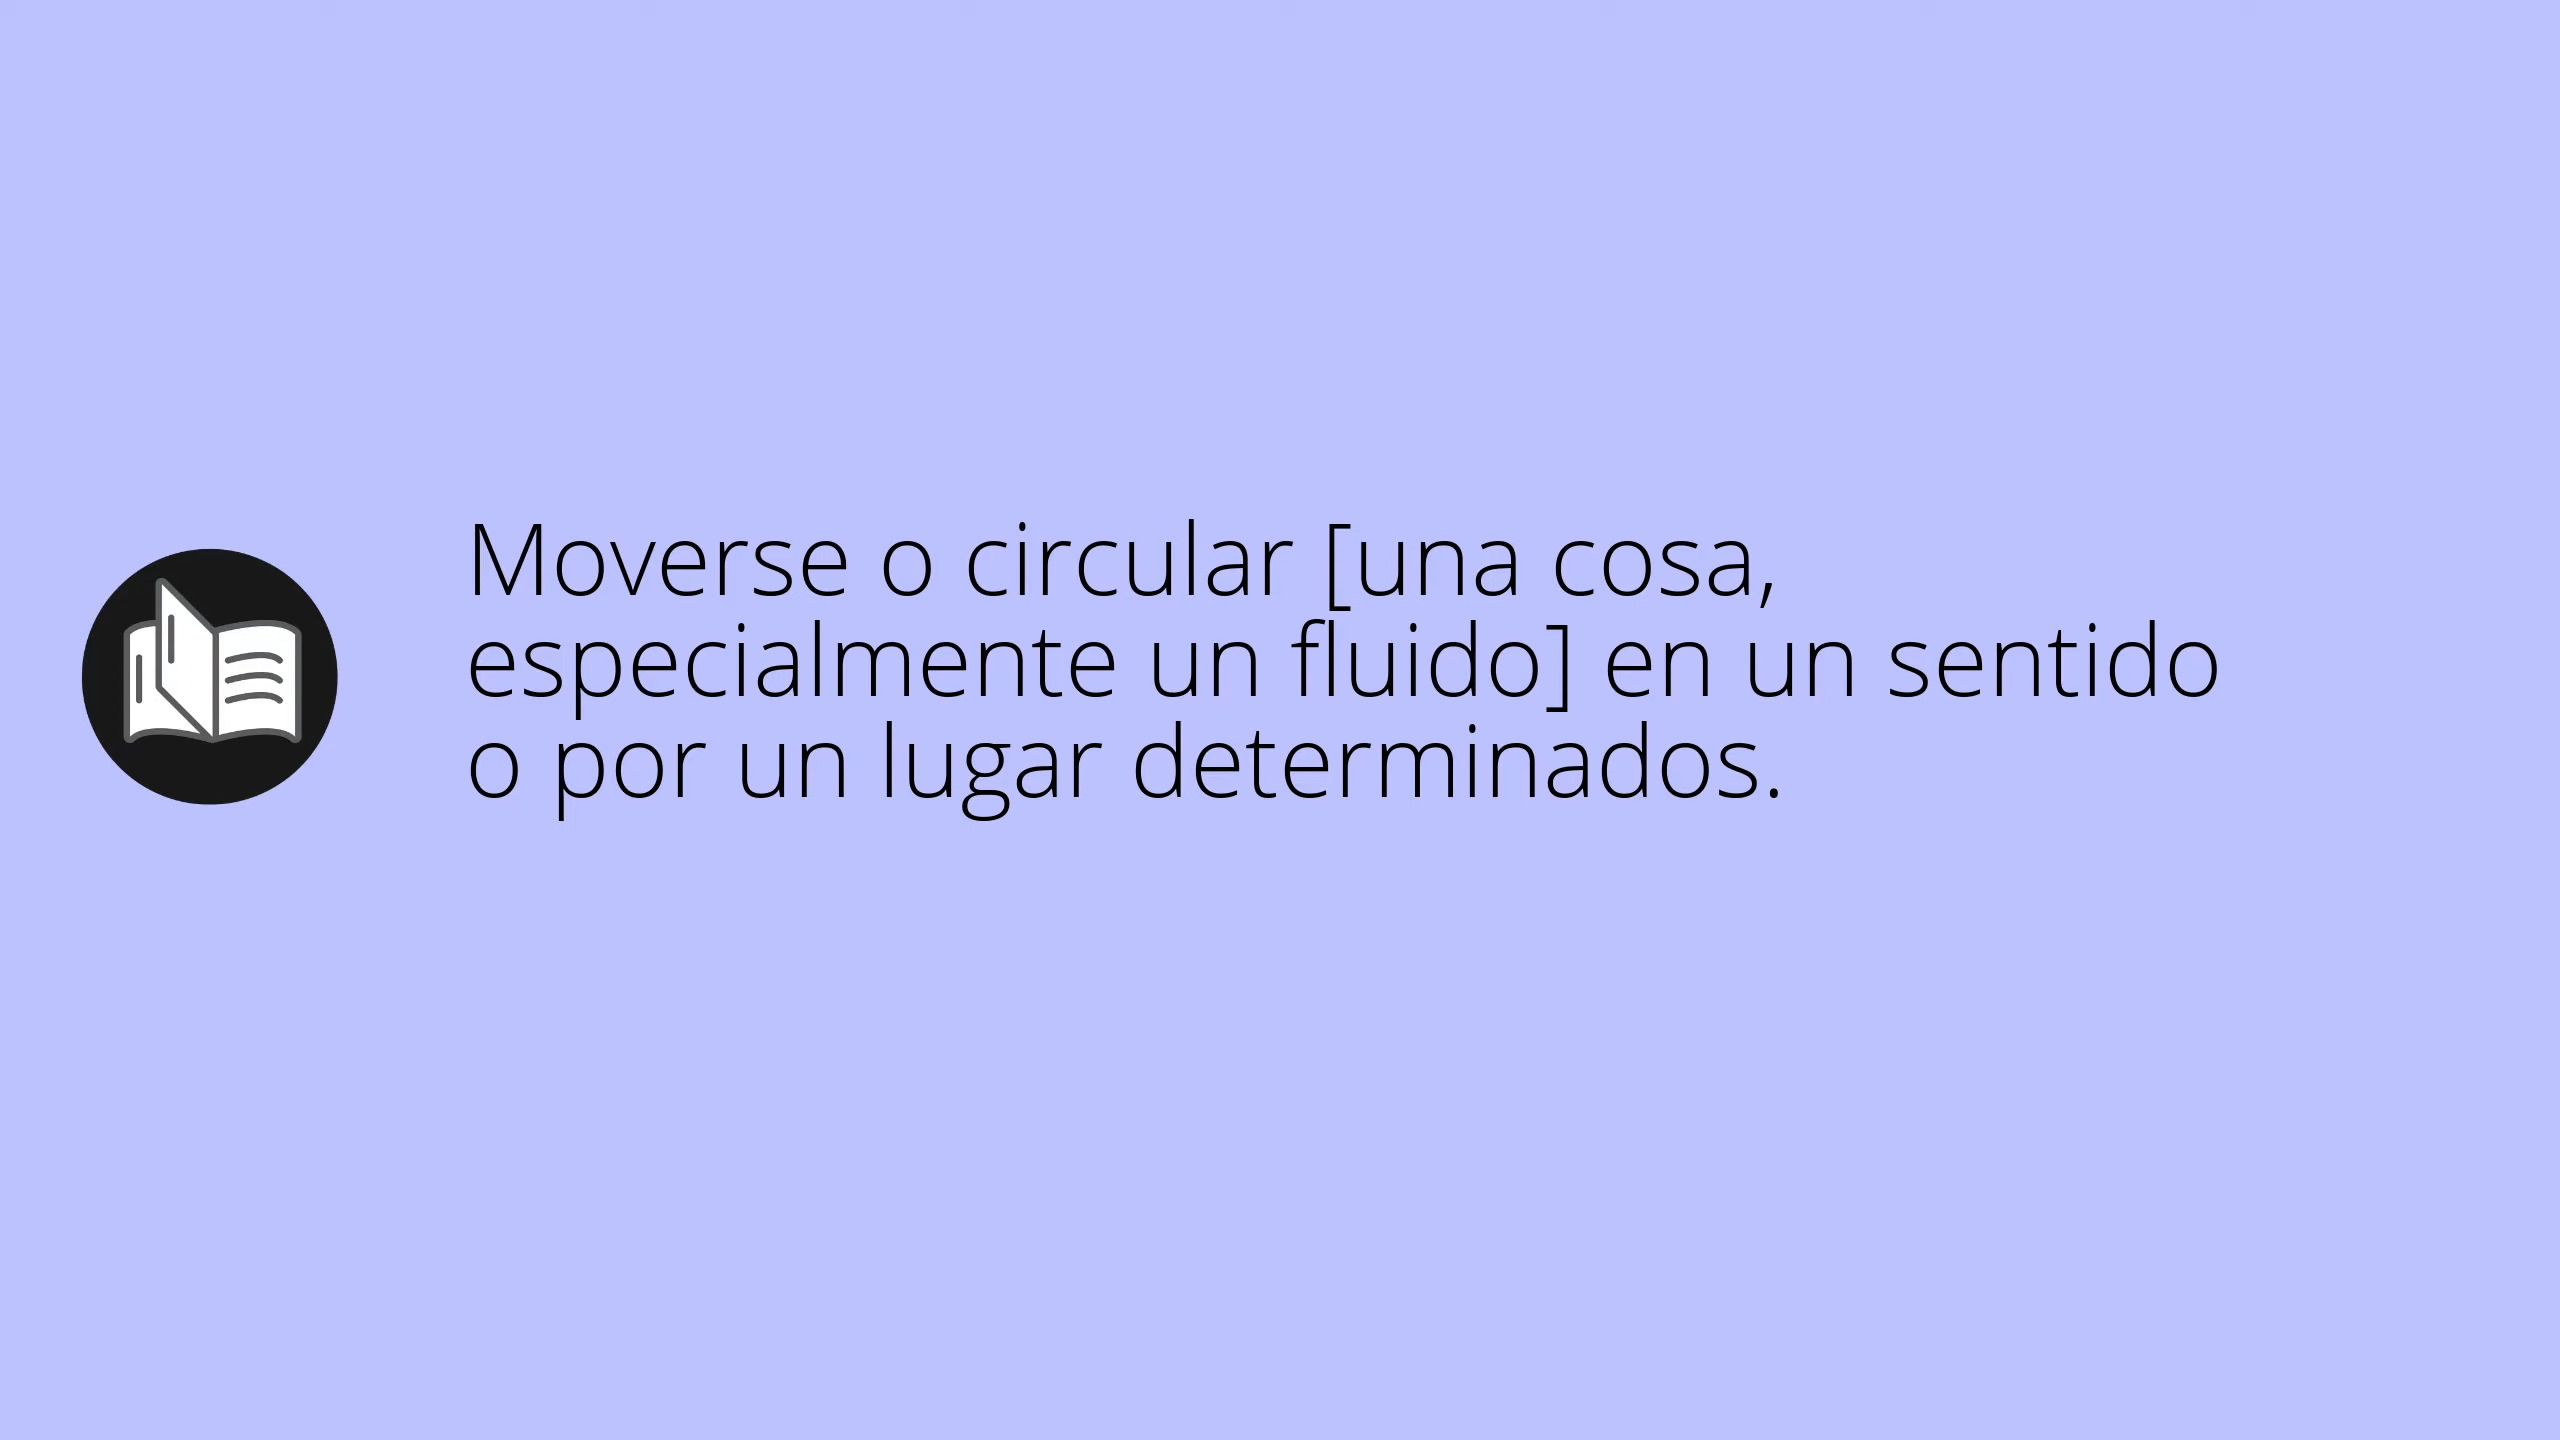 Moverse o circular [una cosa,
especialmente un fluido] en un sentido
o por un lugar determinados.